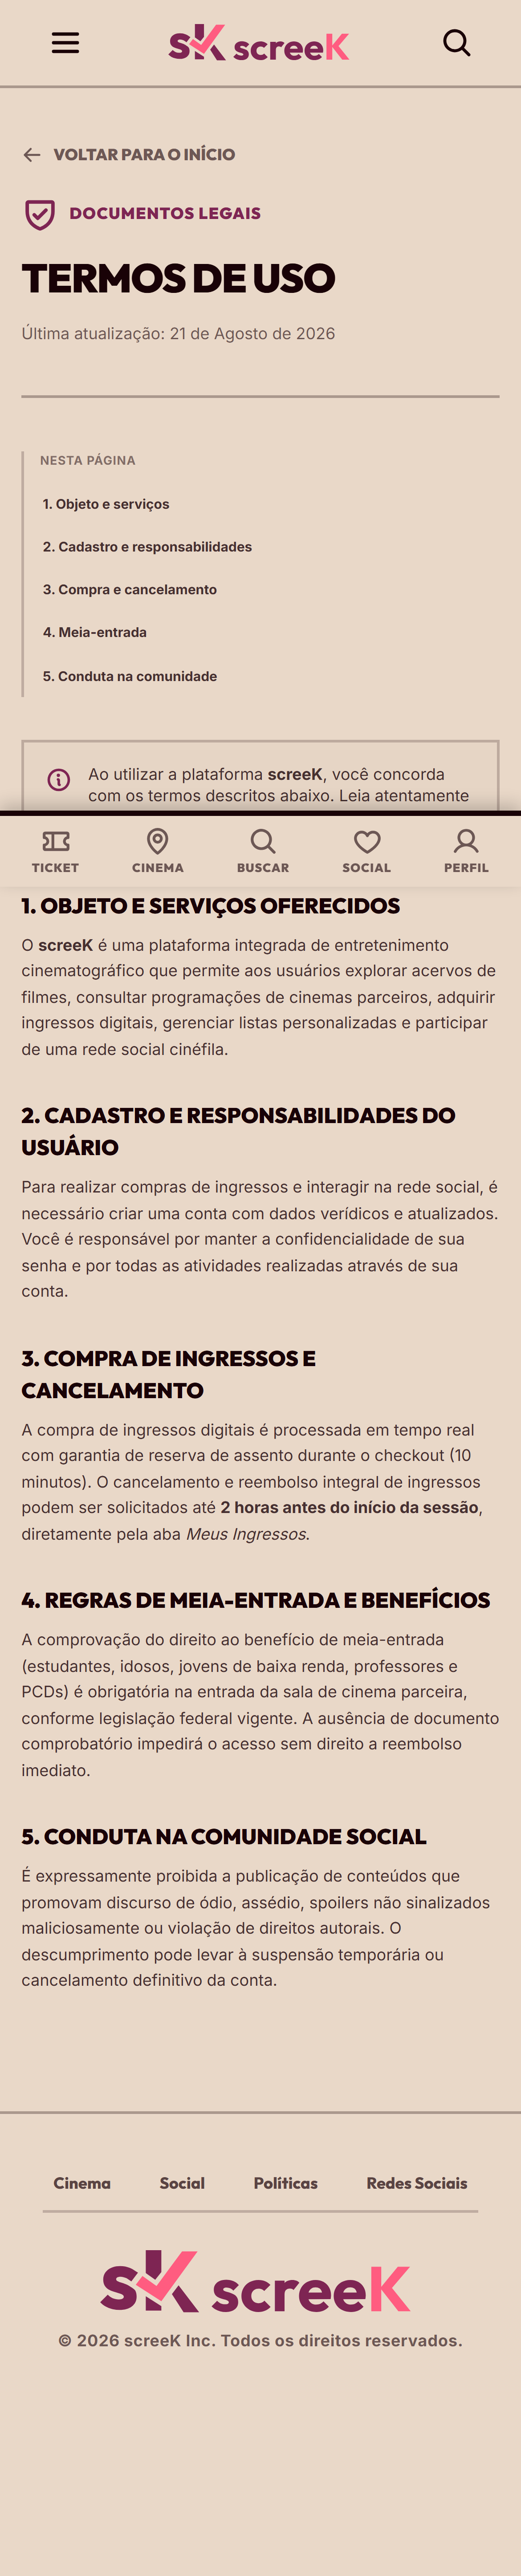 sK screeK
VOLTAR PARA O INÍCIO
DOCUMENTOS LEGAIS
TERMOS DE USO
Última atualização: 21 de Agosto de 2026
NESTA PÁGINA
1. Objeto e serviços
2. Cadastro e responsabilidades
3. Compra e cancelamento
4. Meia-entrada
5. Conduta na comunidade
Ao utilizar a plataforma screeK, você concorda
com os termos descritos abaixo. Leia atentamente
TICKET CINEMA BUSCAR SOCIAL PERFIL
1. OBJETO E SERVIÇOS OFERECIDOS
O screeK é uma plataforma integrada de entretenimento
cinematográfico que permite aos usuários explorar acervos de
filmes, consultar programações de cinemas parceiros, adquirir
ingressos digitais, gerenciar listas personalizadas e participar
de uma rede social cinéfila.
2. CADASTRO E RESPONSABILIDADES DO
USUÁRIO
Para realizar compras de ingressos e interagir na rede social, é
necessário criar uma conta com dados verídicos e atualizados.
Você é responsável por manter a confidencialidade de sua
senha e por todas as atividades realizadas através de sua
conta.
3. COMPRA DE INGRESSOS E
CANCELAMENTO
A compra de ingressos digitais é processada em tempo real
com garantia de reserva de assento durante o checkout (10
minutos). O cancelamento e reembolso integral de ingressos
podem ser solicitados até 2 horas antes do início da sessão,
diretamente pela aba Meus Ingressos.
4. REGRAS DE MEIA-ENTRADA E BENEFÍCIOS
A comprovação do direito ao benefício de meia-entrada
(estudantes, idosos, jovens de baixa renda, professores e
PCDs) é obrigatória na entrada da sala de cinema parceira,
conforme legislação federal vigente. A ausência de documento
comprobatório impedirá o acesso sem direito a reembolso
imediato.
5. CONDUTA NA COMUNIDADE SOCIAL
É expressamente proibida a publicação de conteúdos que
promovam discurso de ódio, assédio, spoilers não sinalizados
maliciosamente ou violação de direitos autorais. O
descumprimento pode levar à suspensão temporária ou
cancelamento definitivo da conta.
Cinema Social Políticas Redes Sociais
sK screeK
© 2026 screeK Inc. Todos os direitos reservados.